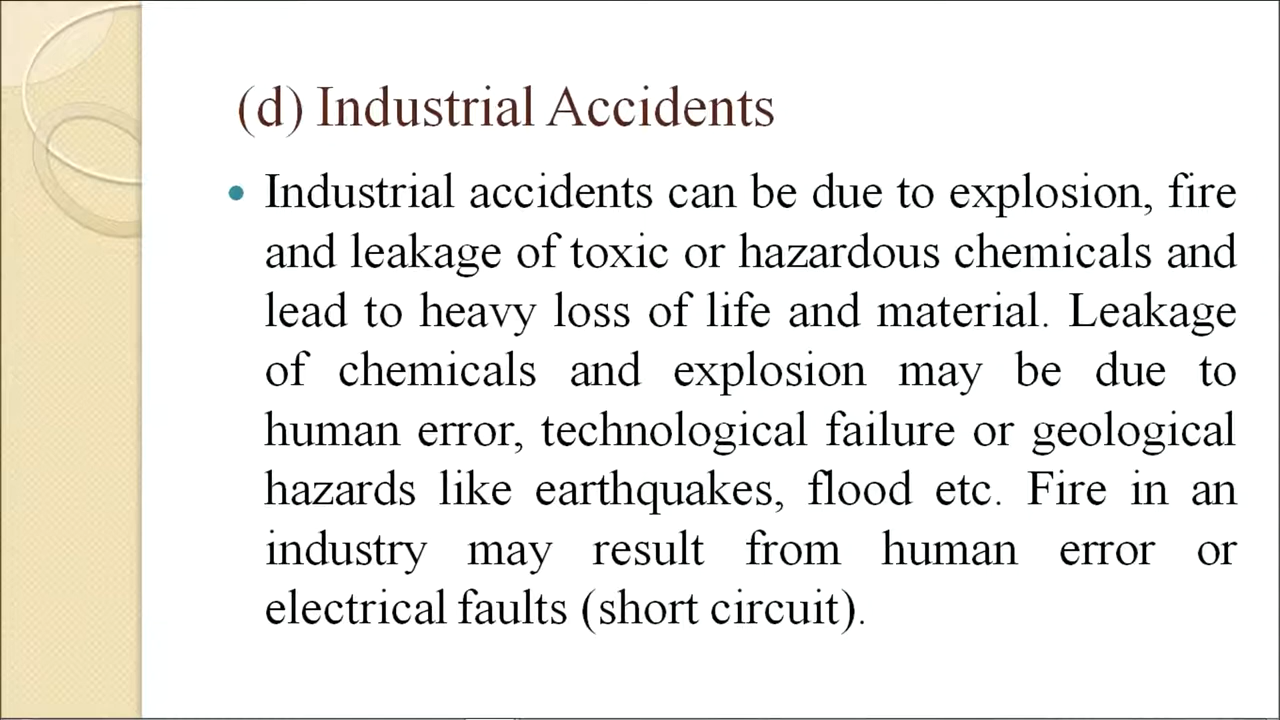 (d) Industrial Accidents
• Industrial accidents can be due to explosion, fire
and leakage of toxic or hazardous chemicals and
lead to heavy loss of life and material. Leakage
of chemicals and explosion may be due to
human error, technological failure or geological
hazards like earthquakes, flood etc. Fire in an
industry may result from human error or
electrical faults (short circuit).